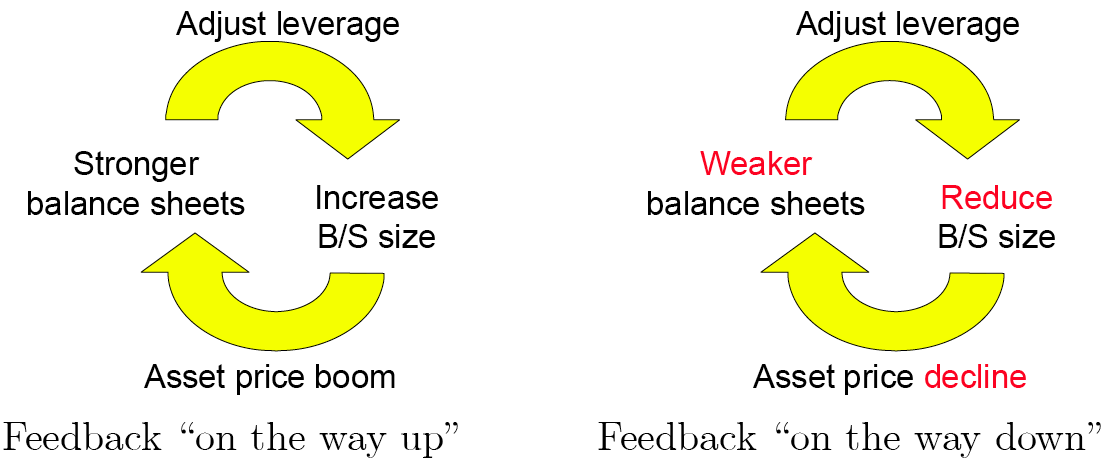 Adjust leverage
Stronger
balance sheets
Increase
B/S size
Asset price boom
Feedback “on the way up”
Adjust leverage
Weaker
balance sheets
Reduce
B/S size
Asset price decline
Feedback “on the way down”